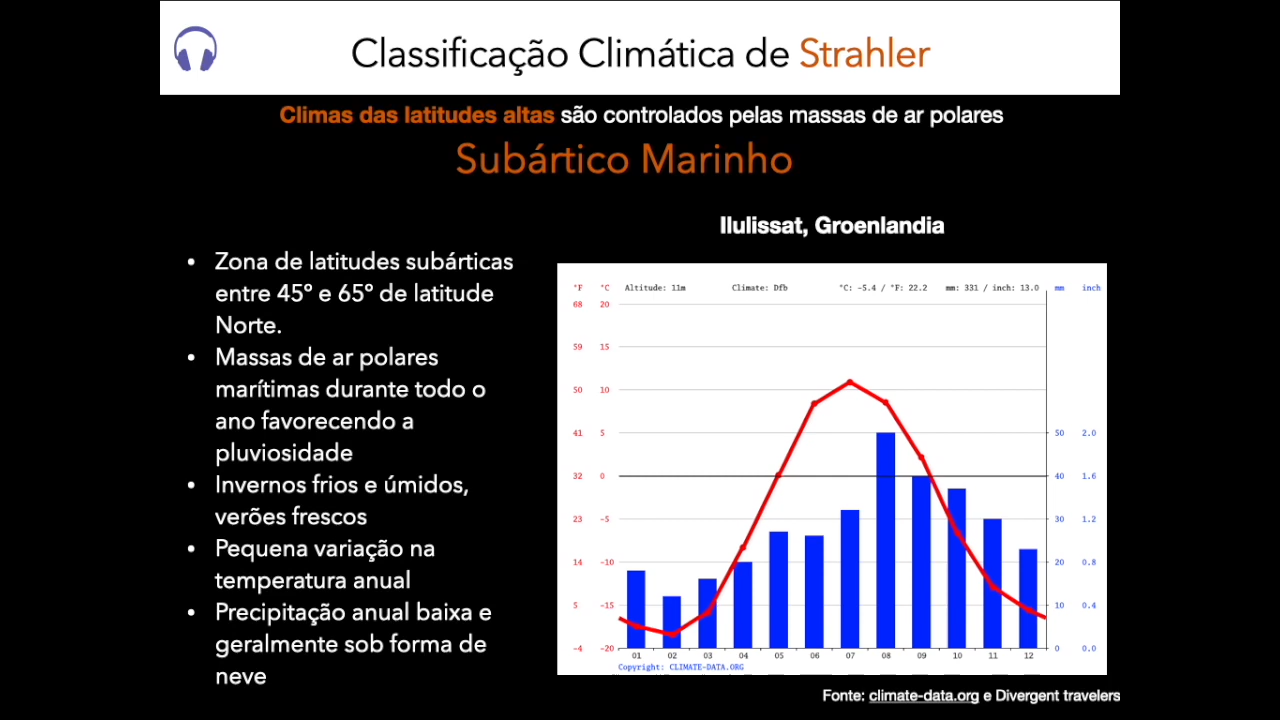 Classificação Climática de Strahler
Climas das latitudes altas são controlados pelas massas de ar polares
Subártico Marinho
Ilulissat, Groenlandia
• Zona de latitudes subárticas
entre 45º e 65º de latitude
Norte.
• Massas de ar polares
marítimas durante todo o
ano favorecendo a
pluviosidade
• Invernos frios e úmidos,
verões frescos
• Pequena variação na
temperatura anual
• Precipitação anual baixa e
geralmente sob forma de
neve
°F °C Altitude: 11m Climate: Dfb °C: -5.4 / °F: 22.2 mm: 331 / inch: 13.0 mm inch
68 20
59 15
50 10
41 5 50 2.0
32 0 40 1.6
23 -5 30 1.2
14 -10 20 0.8
5 -15 10 0.4
-4 -20 0 0.0
01 02 03 04 05 06 07 08 09 10 11 12
Copyright: CLIMATE-DATA.ORG
Fonte: climate-data.org e Divergent travelers